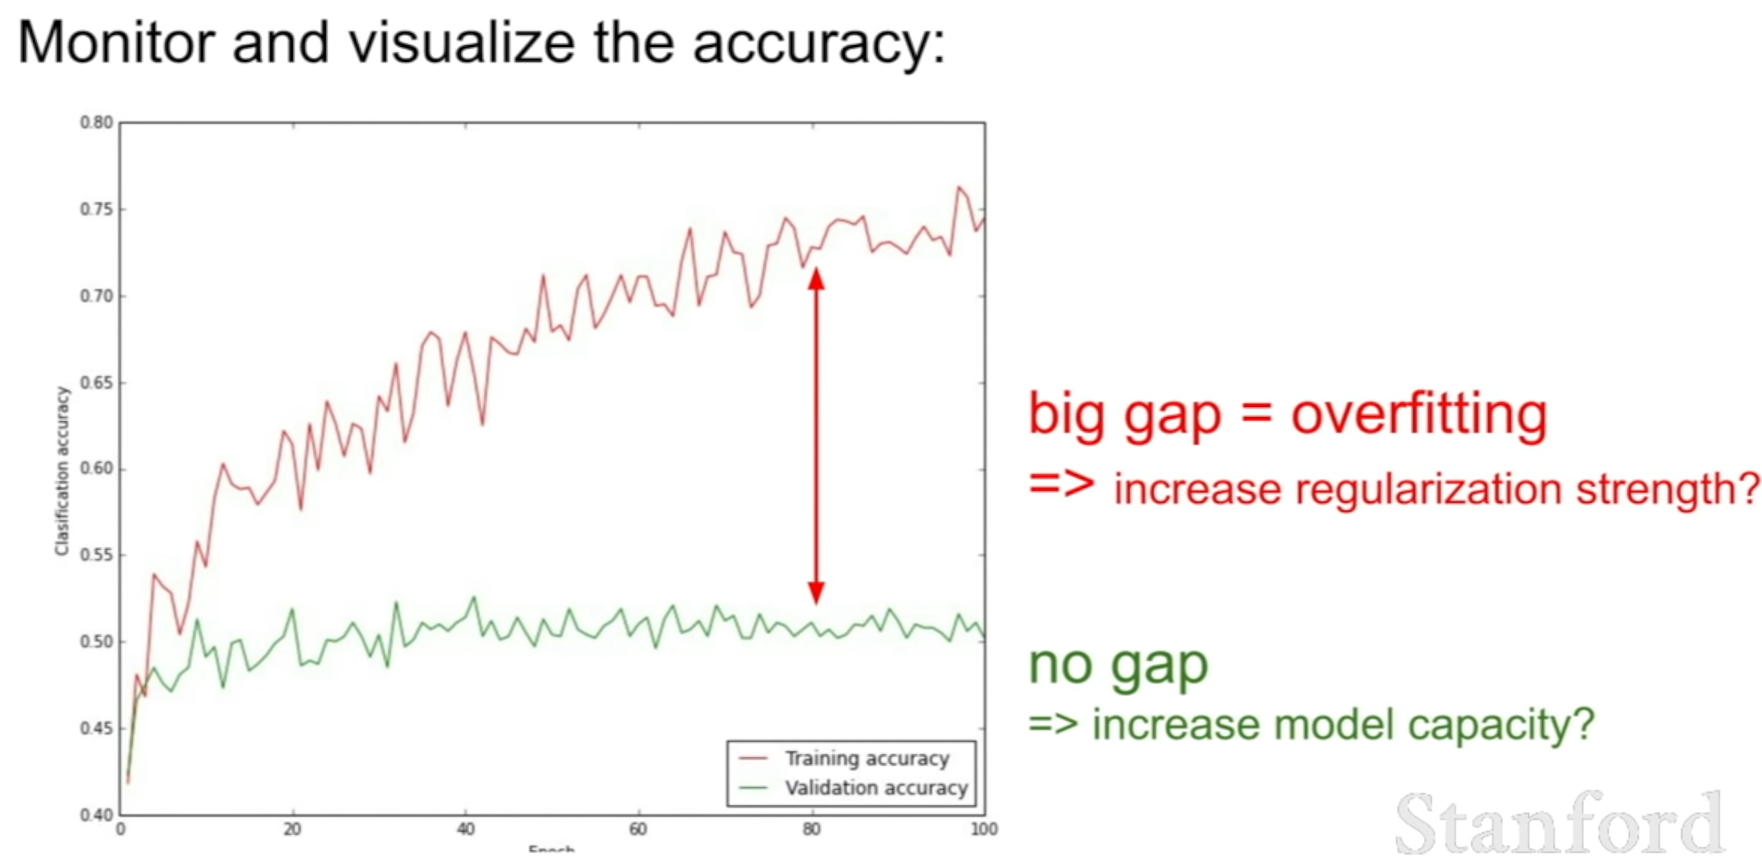 Monitor and visualize the accuracy:
0.80
0.75
0.70
0.65
0.60
0.55
0.50
0.45
0.40
Clasification accuracy
0
20
40
60
80
100
Epoch
Training accuracy
Validation accuracy
big gap = overfitting
=> increase regularization strength?
no gap
=> increase model capacity?
Stanford